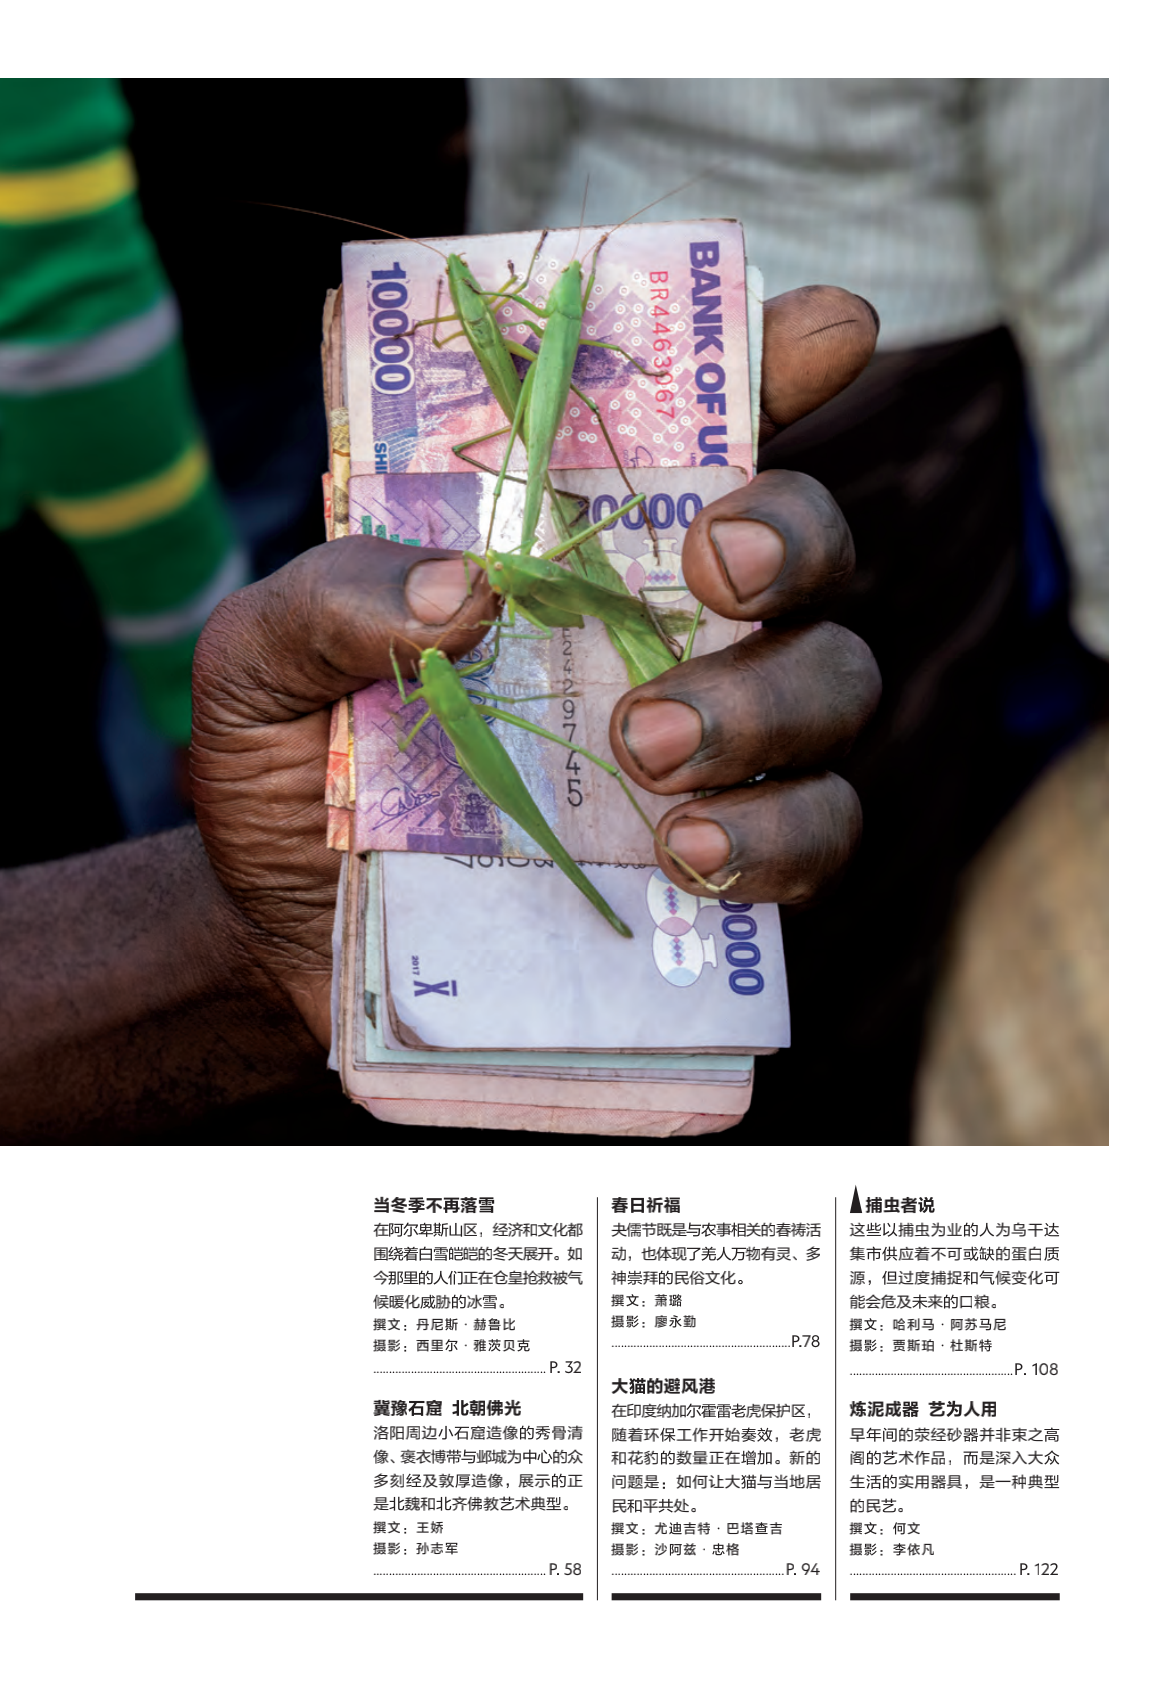 10000
SHI
BANK OF U
BR4463067
0000
2429745
2017
0000
当冬季不再落雪
在阿尔卑斯山区，经济和文化都
围绕着白雪皑皑的冬天展开。如
今那里的人们正在仓皇抢救被气
候暖化威胁的冰雪。
撰文：丹尼斯·赫鲁比
摄影：西里尔·雅茨贝克
P. 32
冀豫石窟 北朝佛光
洛阳周边小石窟造像的秀骨清
像、褒衣博带与邺城为中心的众
多刻经及敦厚造像，展示的正
是北魏和北齐佛教艺术典型。
撰文：王娇
摄影：孙志军
P. 58
春日祈福
夬儒节既是与农事相关的春祷活
动，也体现了羌人万物有灵、多
神崇拜的民俗文化。
撰文：萧璐
摄影：廖永勤
P.78
大猫的避风港
在印度纳加尔霍雷老虎保护区，
随着环保工作开始奏效，老虎
和花豹的数量正在增加。新的
问题是：如何让大猫与当地居
民和平共处。
撰文：尤迪吉特·巴塔查吉
摄影：沙阿兹·忠格
P. 94
捕虫者说
这些以捕虫为业的人为乌干达
集市供应着不可或缺的蛋白质
源，但过度捕捉和气候变化可
能会危及未来的口粮。
撰文：哈利马·阿苏马尼
摄影：贾斯珀·杜斯特
P. 108
炼泥成器 艺为人用
早年间的荥经砂器并非束之高
阁的艺术作品，而是深入大众
生活的实用器具，是一种典型
的民艺。
撰文：何文
摄影：李依凡
P. 122